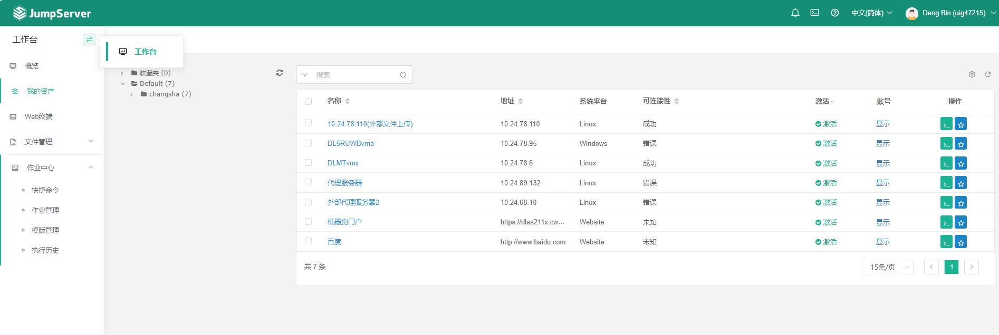 JumpServer
中文(简体)
Deng Bin (uig47215)
工作台
工作台
概览
我的资产
Web终端
文件管理
作业中心
快捷命令
作业管理
模版管理
执行历史
收藏夹 (0)
Default (7)
changsha (7)
搜索
名称 地址 系统平台 可连接性 激活 账号 操作
10.24.78.110(外部文件上传) 10.24.78.110 Linux 成功 激活 显示
DL5RUWBvma 10.24.78.95 Windows 错误 激活 显示
DLMTvmx 10.24.78.6 Linux 成功 激活 显示
代理服务器 10.24.89.132 Linux 错误 激活 显示
外部代理服务器2 10.24.68.10 Linux 错误 激活 显示
机器狗门户 https://dlas211x.cw... Website 未知 激活 显示
百度 http://www.baidu.com Website 未知 激活 显示
共 7 条
15条/页
1